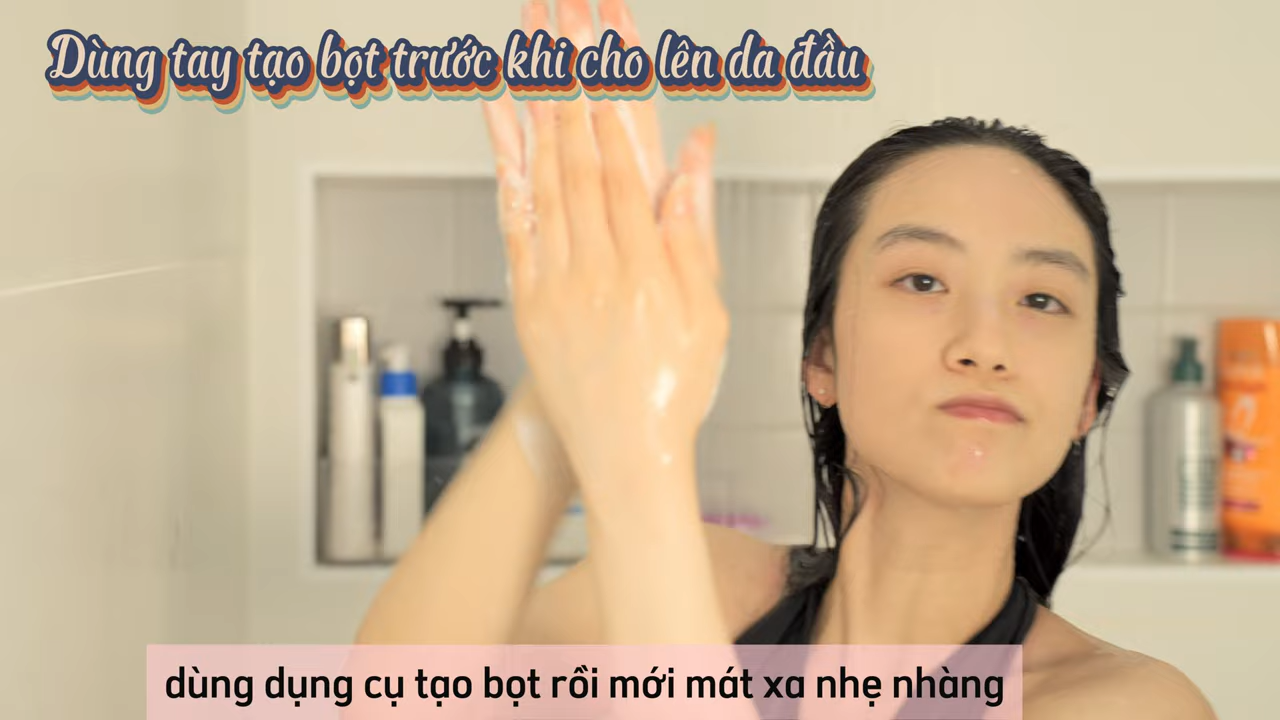 Dùng tay tạo bọt trước khi cho lên da đầu
dùng dụng cụ tạo bọt rồi mới mát xa nhẹ nhàng